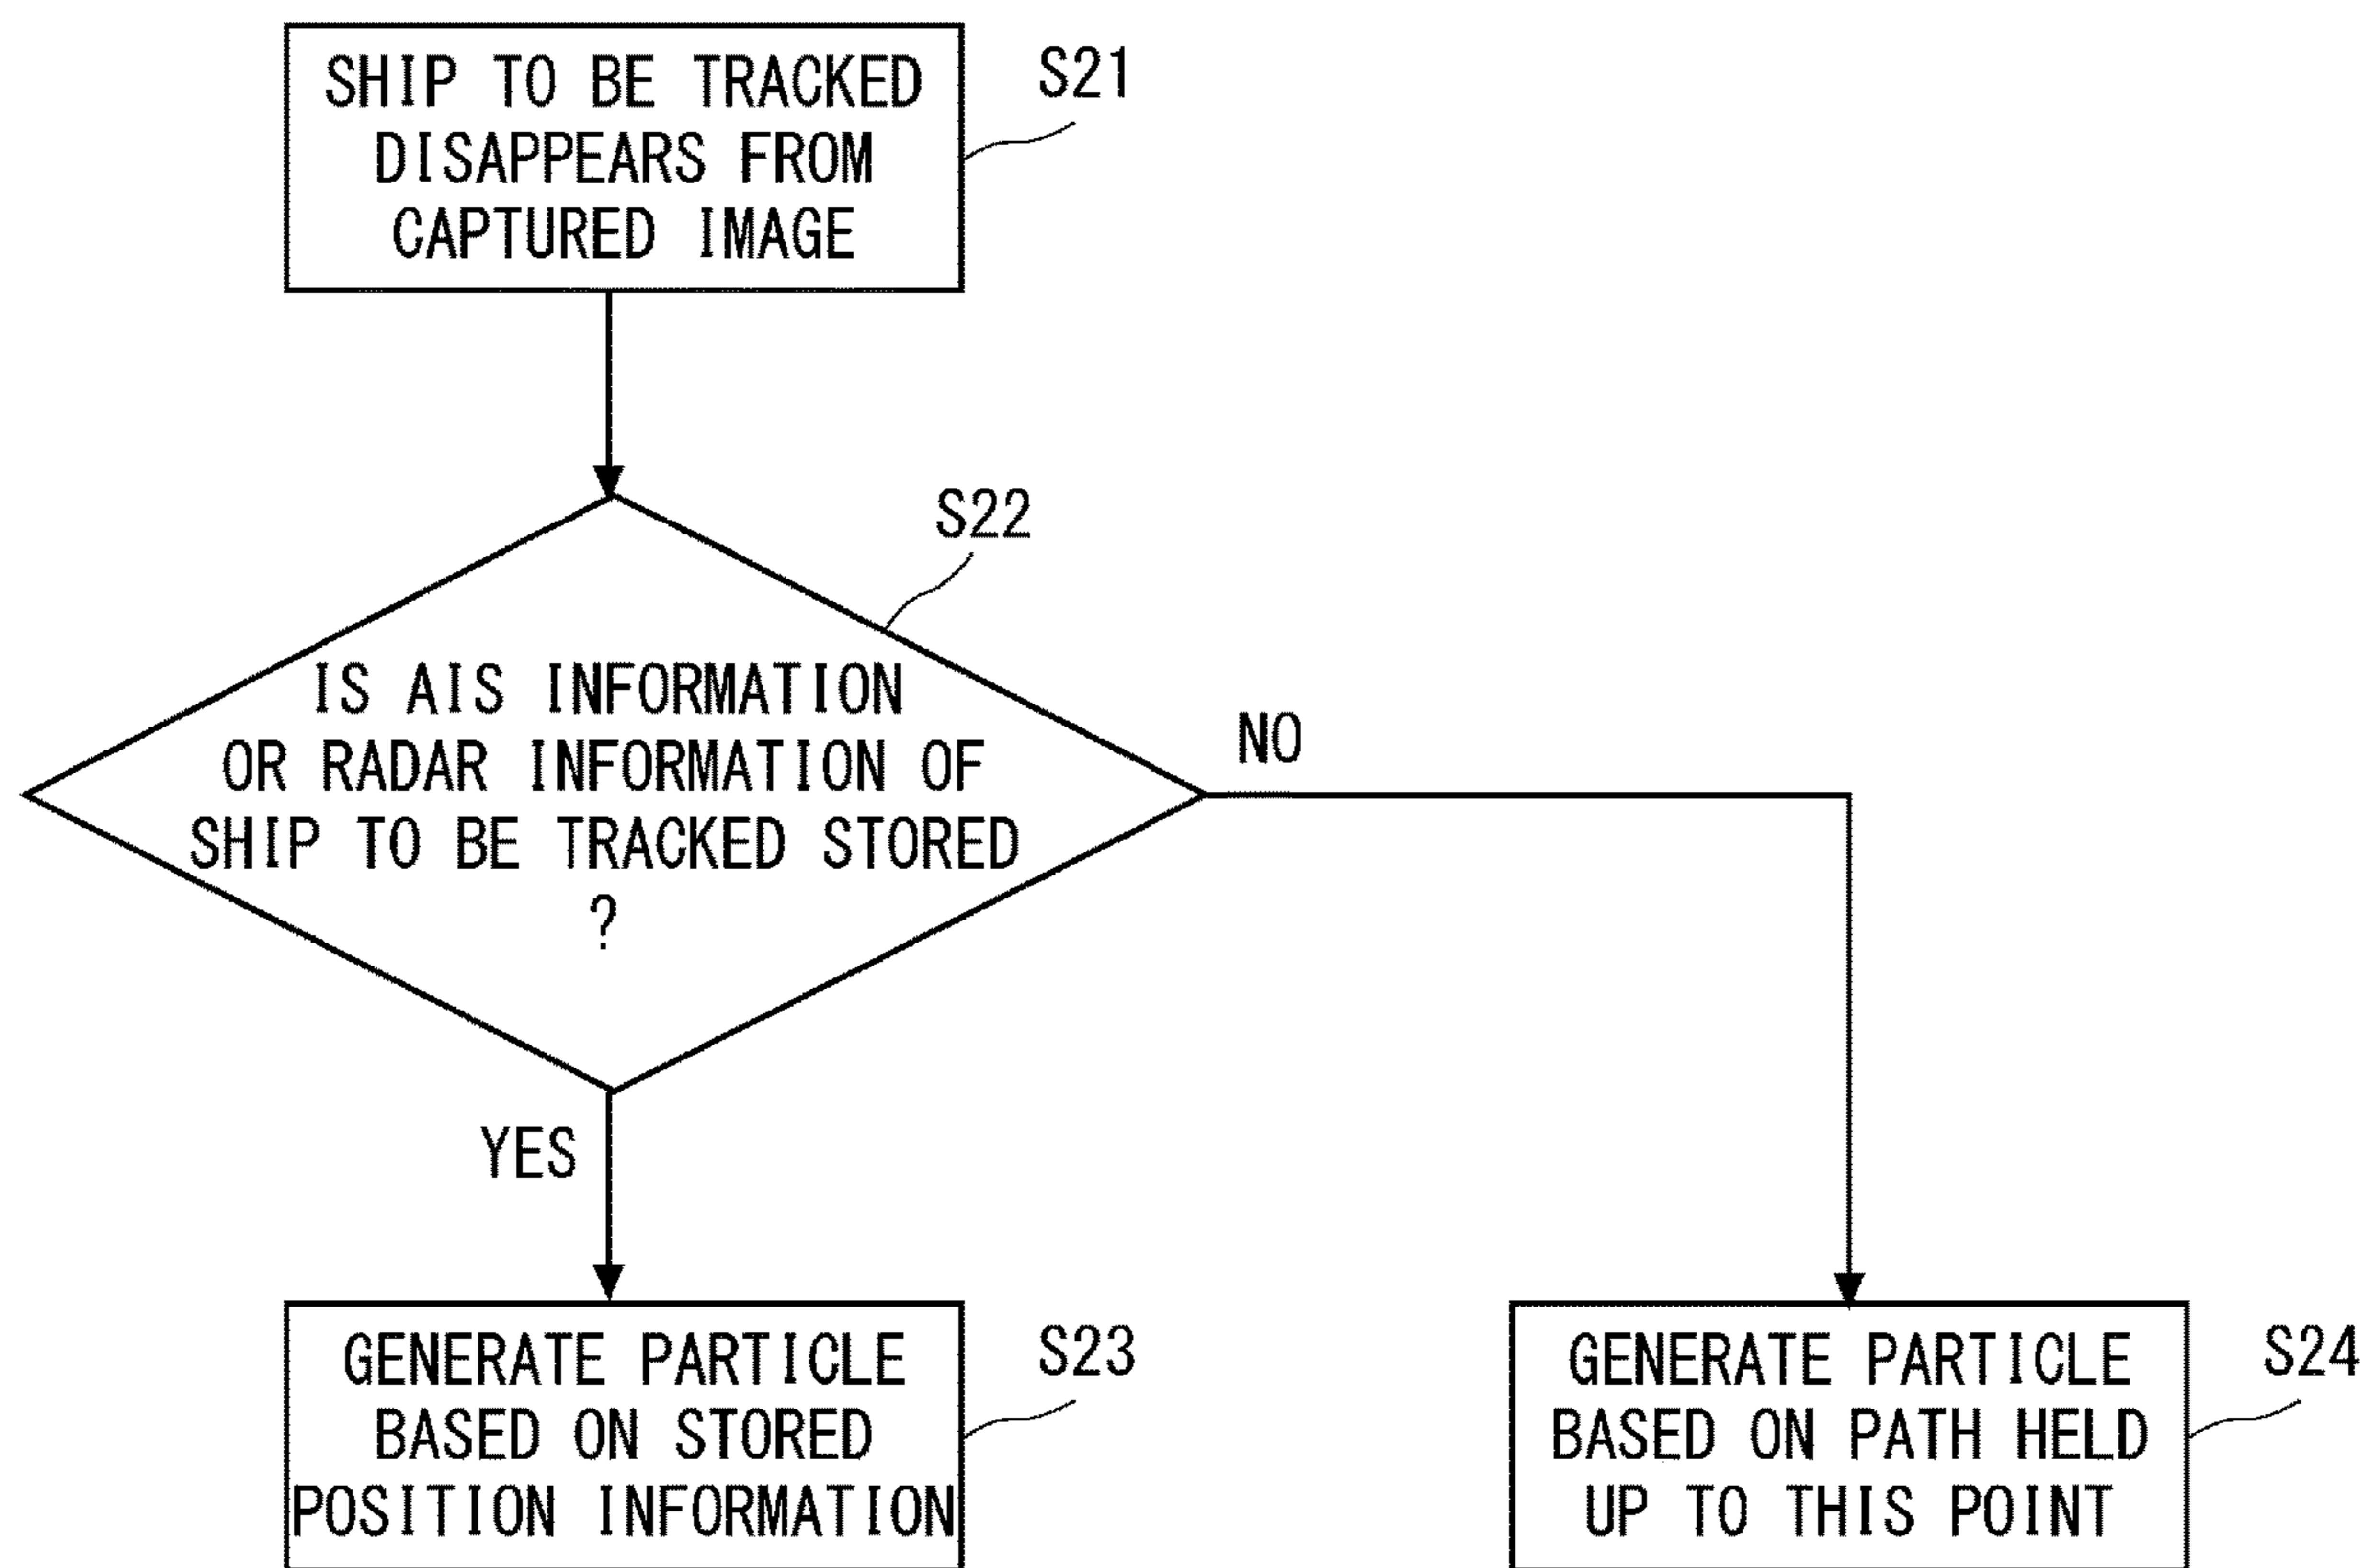 SHIP TO BE TRACKED
DISAPPEARS FROM
CAPTURED IMAGE
S21
S22
IS AIS INFORMATION
OR RADAR INFORMATION OF
SHIP TO BE TRACKED STORED
?
NO
YES
GENERATE PARTICLE
BASED ON STORED
POSITION INFORMATION
S23
GENERATE PARTICLE
BASED ON PATH HELD
UP TO THIS POINT
S24